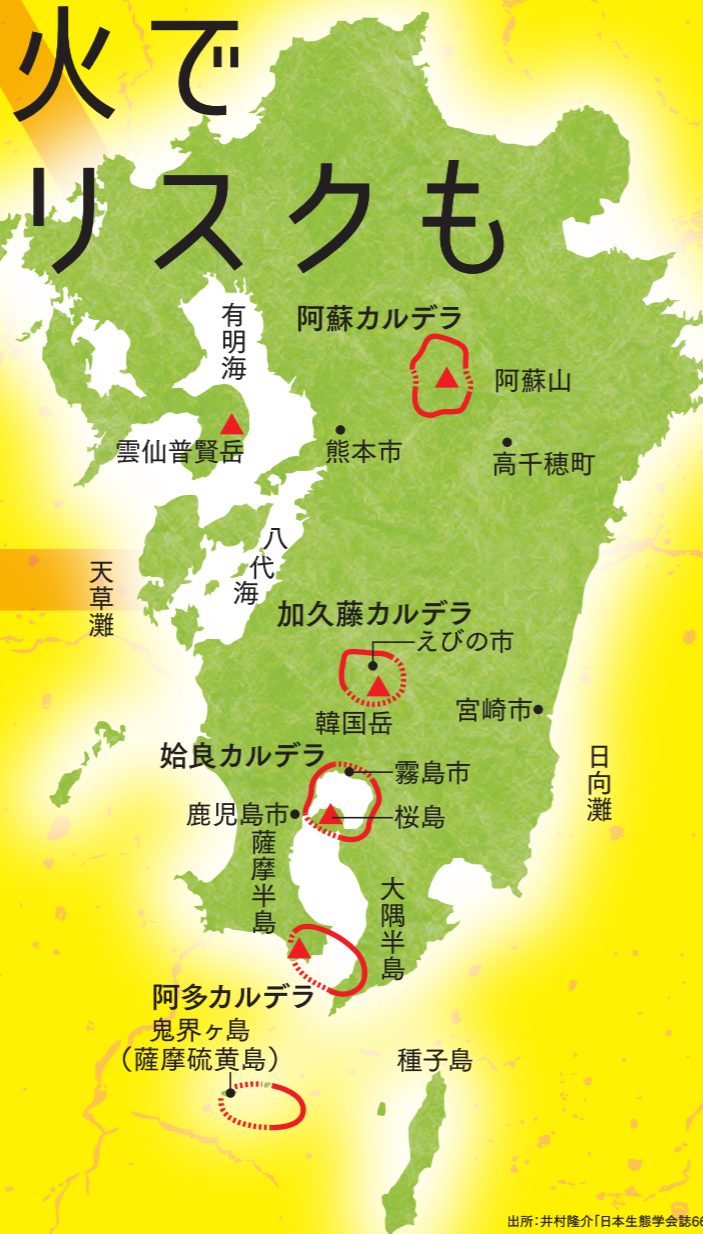 火で
リスクも
有明海
阿蘇カルデラ
阿蘇山
雲仙普賢岳
熊本市
高千穂町
八代海
天草灘
加久藤カルデラ
えびの市
韓国岳
宮崎市
姶良カルデラ
霧島市
日向灘
鹿児島市
桜島
薩摩半島
大隅半島
阿多カルデラ
鬼界ヶ島
（薩摩硫黄島）
種子島
出所：井村隆介「日本生態学会誌66